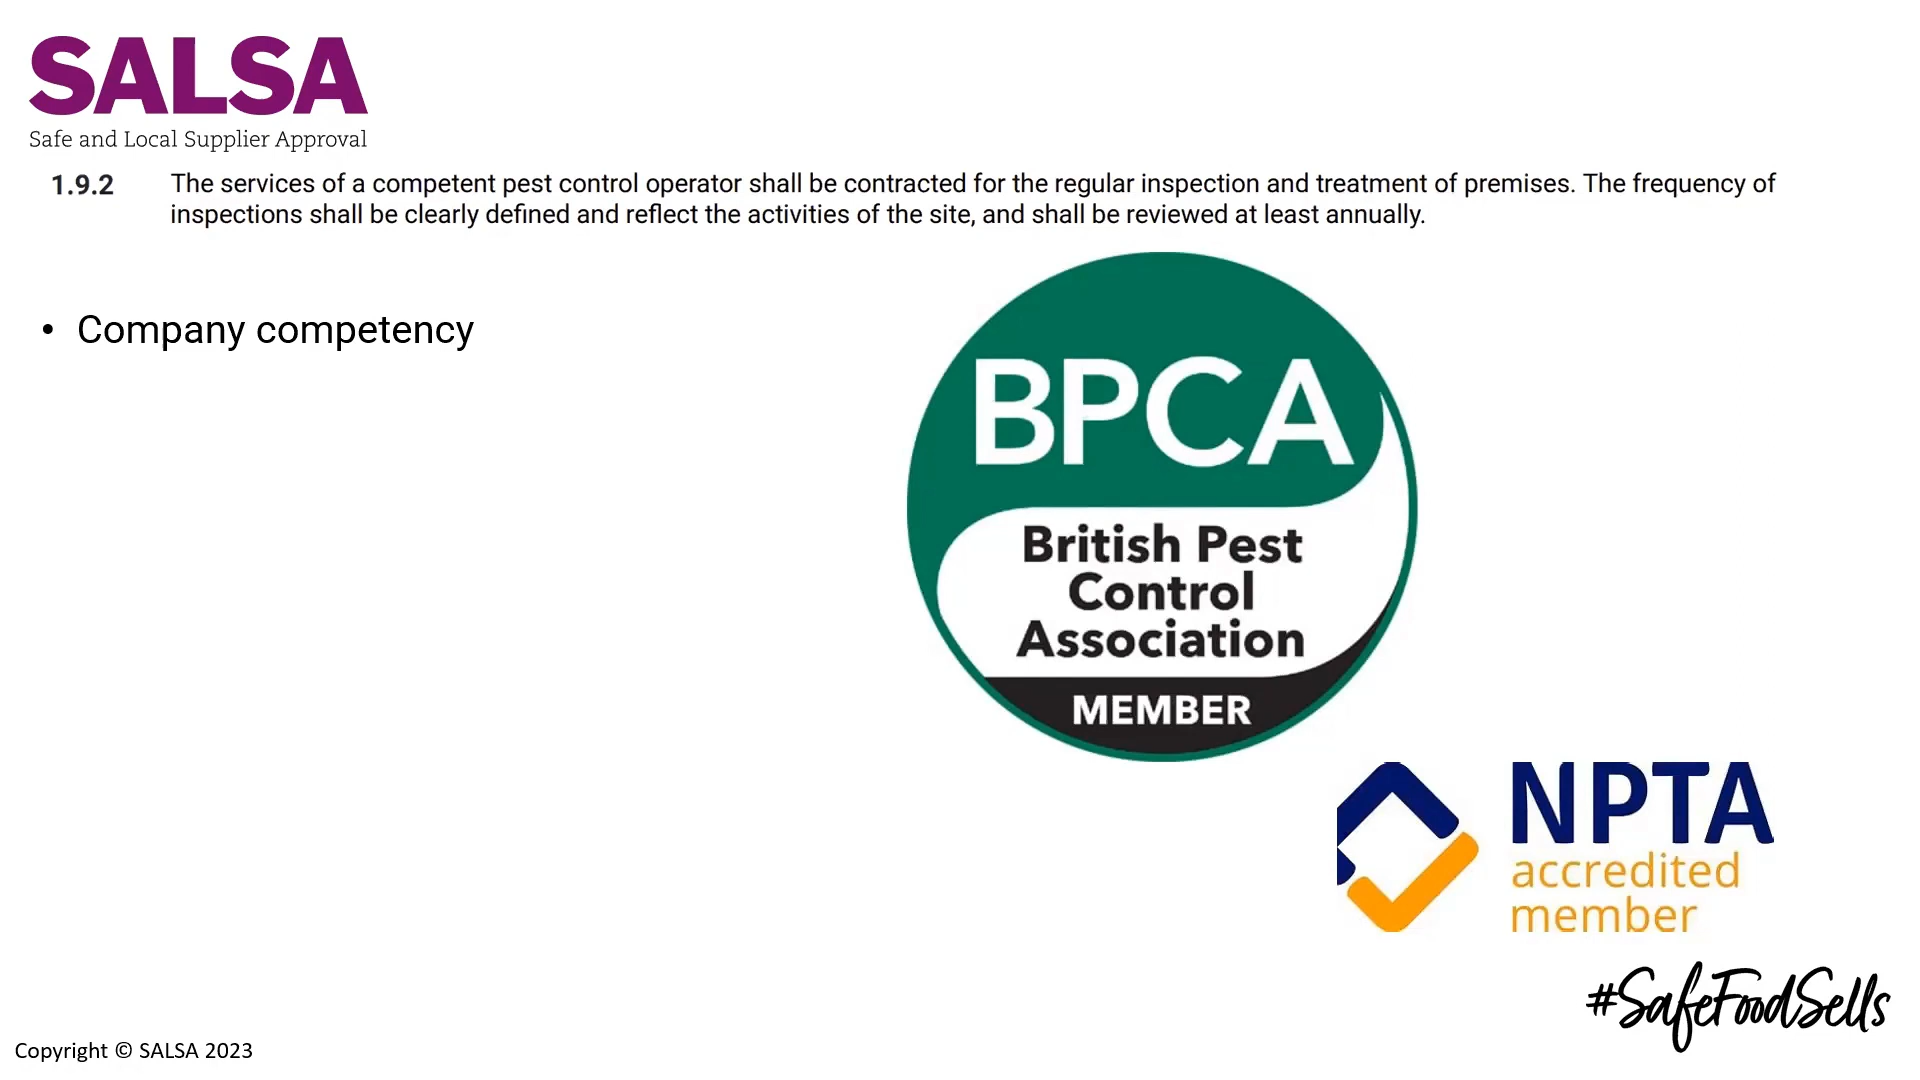 SALSA
Safe and Local Supplier Approval
1.9.2 The services of a competent pest control operator shall be contracted for the regular inspection and treatment of premises. The frequency of
inspections shall be clearly defined and reflect the activities of the site, and shall be reviewed at least annually.
• Company competency
BPCA
British Pest
Control
Association
MEMBER
NPTA
accredited
member
#SafeFoodSells
Copyright © SALSA 2023